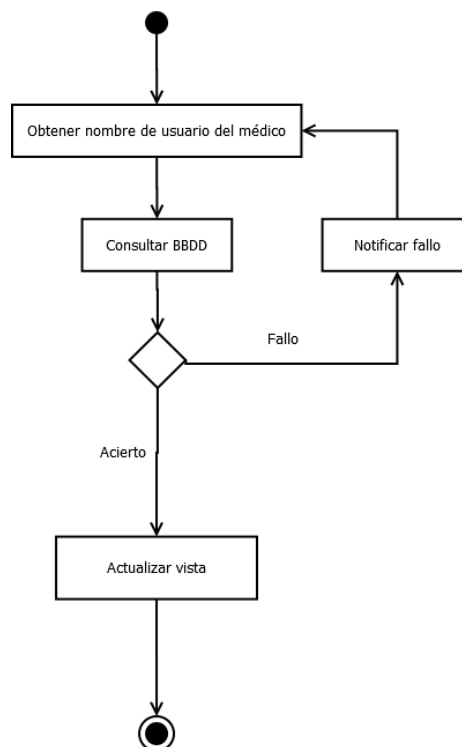 Obtener nombre de usuario del médico
Consultar BBDD
Notificar fallo
Fallo
Acierto
Actualizar vista